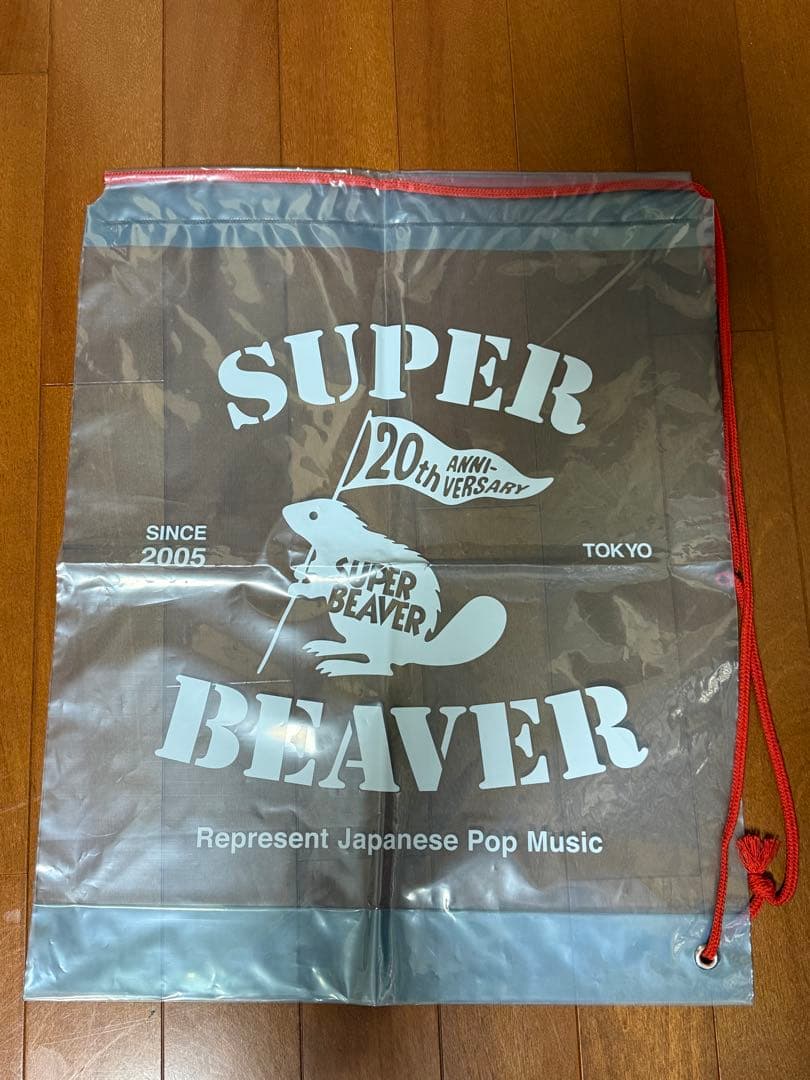 SUPER
20th ANNI-
VERSARY
SINCE
2005
TOKYO
SUPER
BEAVER
BEAVER
Represent Japanese Pop Music